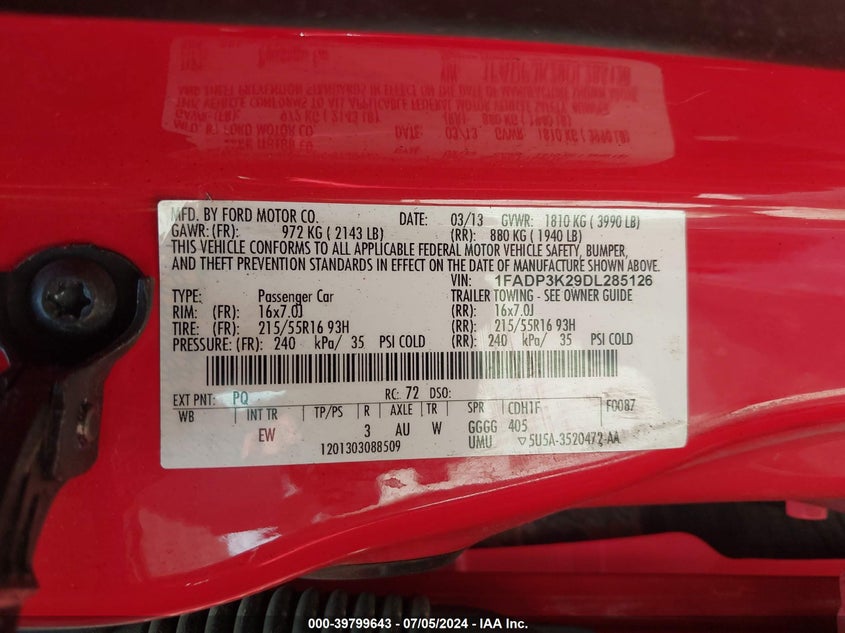 MFD. BY FORD MOTOR CO. DATE: 03/13 GVWR: 1810 KG ( 3990 LB)
GAWR: (FR): 972 KG ( 2143 LB) (RR): 880 KG ( 1940 LB)
THIS VEHICLE CONFORMS TO ALL APPLICABLE FEDERAL MOTOR VEHICLE SAFETY, BUMPER,
AND THEFT PREVENTION STANDARDS IN EFFECT ON THE DATE OF MANUFACTURE SHOWN ABOVE.
VIN: 1FADP3K29DL285126
TYPE: Passenger Car TRAILER TOWING - SEE OWNER GUIDE
RIM: (FR): 16x7.0J (RR): 16x7.0J
TIRE: (FR): 215/55R16 93H (RR): 215/55R16 93H
PRESSURE: (FR): 240 kPa/ 35 PSI COLD (RR): 240 kPa/ 35 PSI COLD
EXT PNT: PQ RC: 72 DSO:
WB INT TR TP/PS R AXLE TR SPR CDH1F F0087
EW 3 AU W GGGG 405
1201303088509 UMU ▽5U5A-3520472-AA
000-39799643 - 07/05/2024 - IAA Inc.